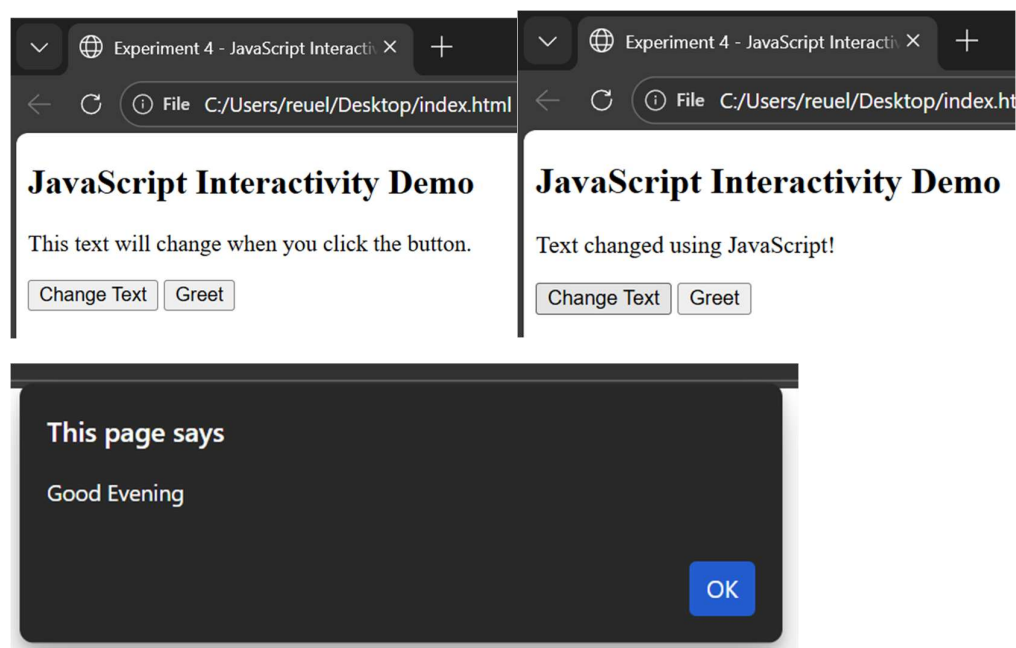 Experiment 4 - JavaScript Interacti
File C:/Users/reuel/Desktop/index.html
JavaScript Interactivity Demo
This text will change when you click the button.
Change Text Greet
Experiment 4 - JavaScript Interacti
File C:/Users/reuel/Desktop/index.ht
JavaScript Interactivity Demo
Text changed using JavaScript!
Change Text Greet
This page says
Good Evening
OK